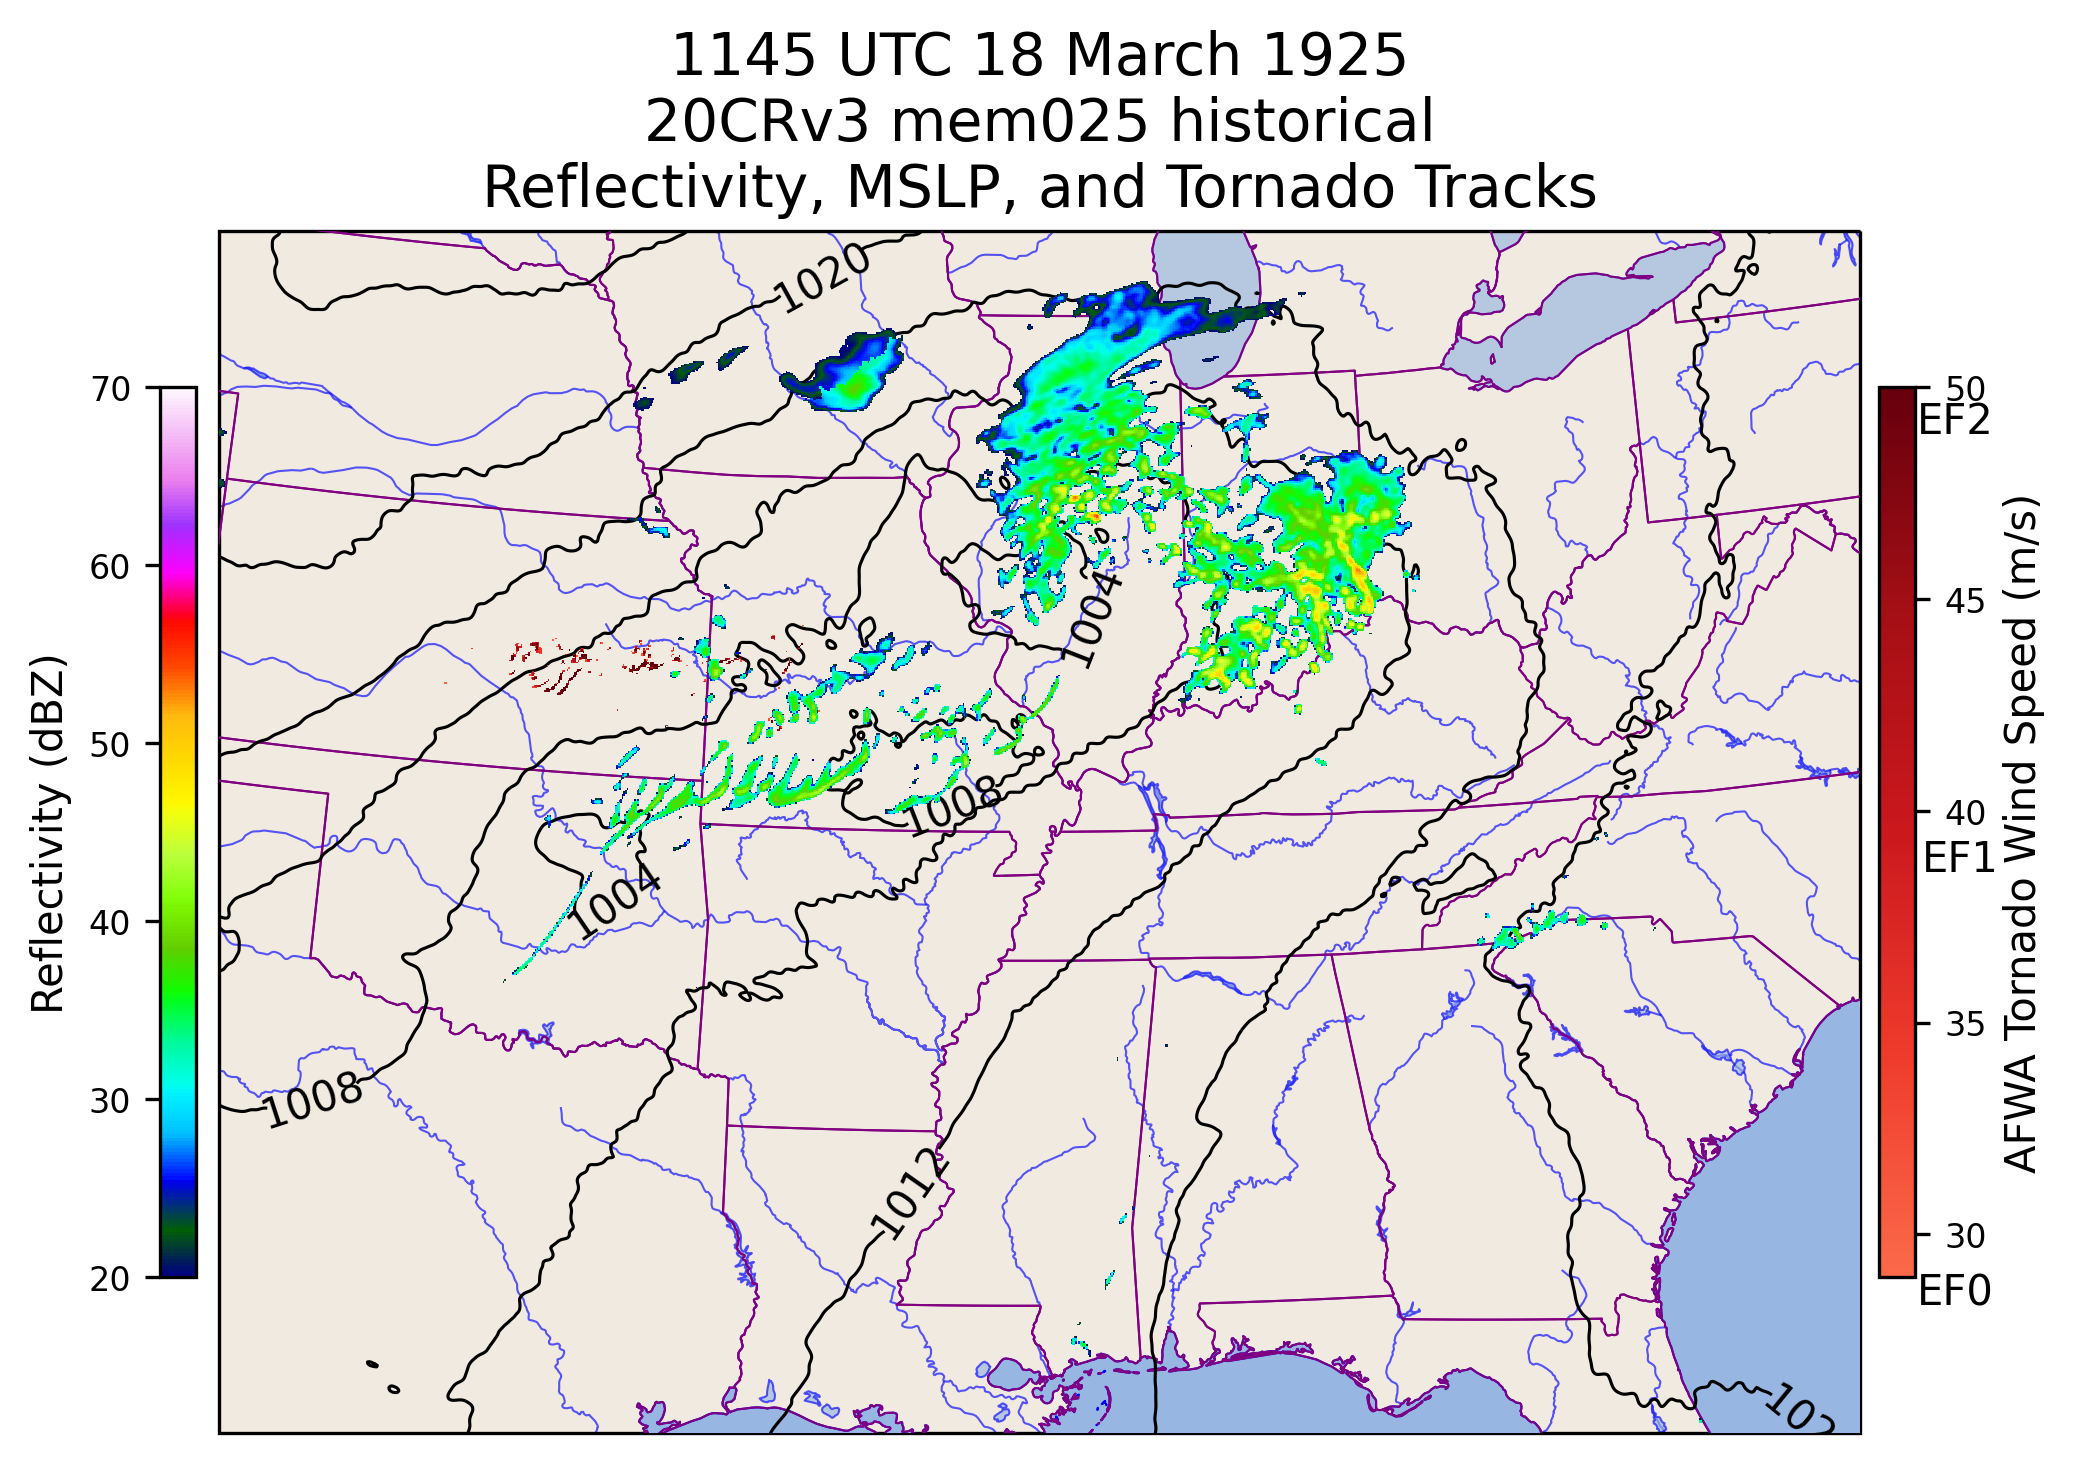 1145 UTC 18 March 1925
20CRv3 mem025 historical
Reflectivity, MSLP, and Tornado Tracks
Reflectivity (dBZ)
70
60
50
40
30
20
1020
1004
1008
1004
1008
1012
102
50
EF2
45
40
EF1
35
30
EF0
AFWA Tornado Wind Speed (m/s)